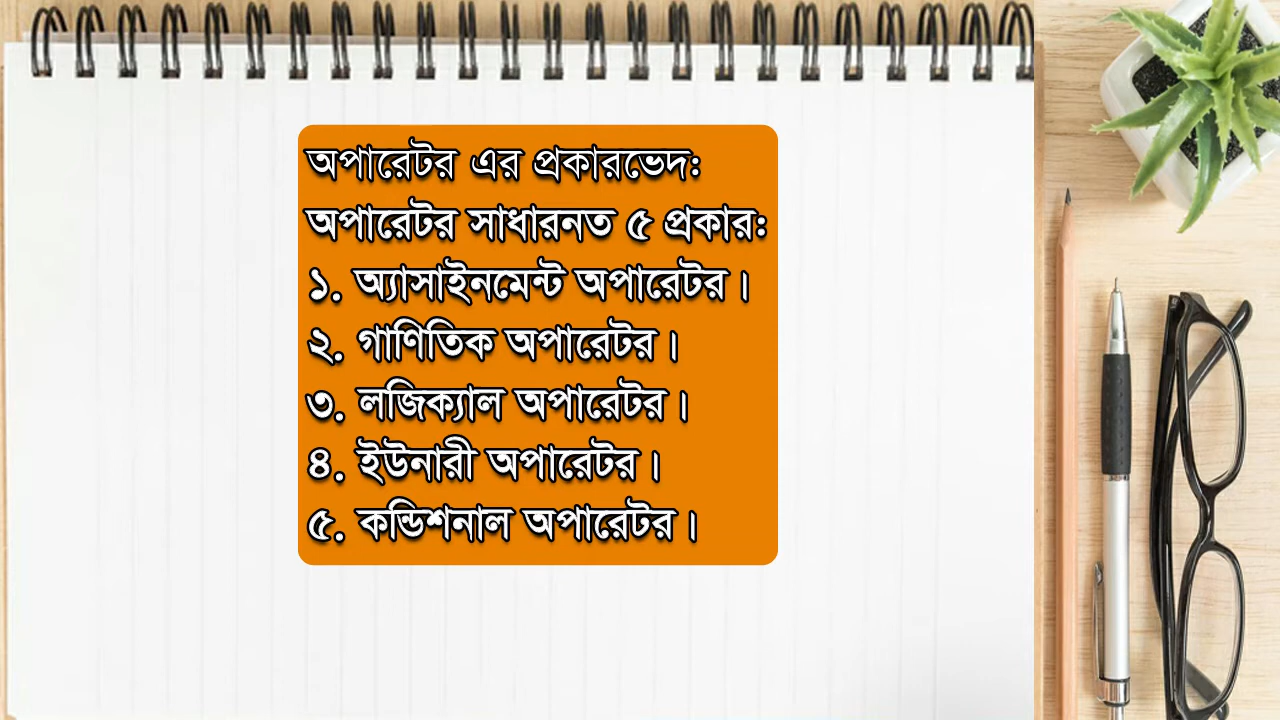 অপারেটর এর প্রকারভেদ:
অপারেটর সাধারনত ৫ প্রকার:
১. অ্যাসাইনমেন্ট অপারেটর।
২. গাণিতিক অপারেটর।
৩. লজিক্যাল অপারেটর।
৪. ইউনারী অপারেটর।
৫. কন্ডিশনাল অপারেটর।